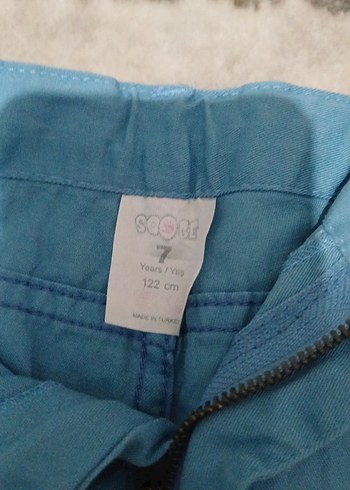 SCORE
7
Years / Yaş
122 cm
MADE IN TURKEY